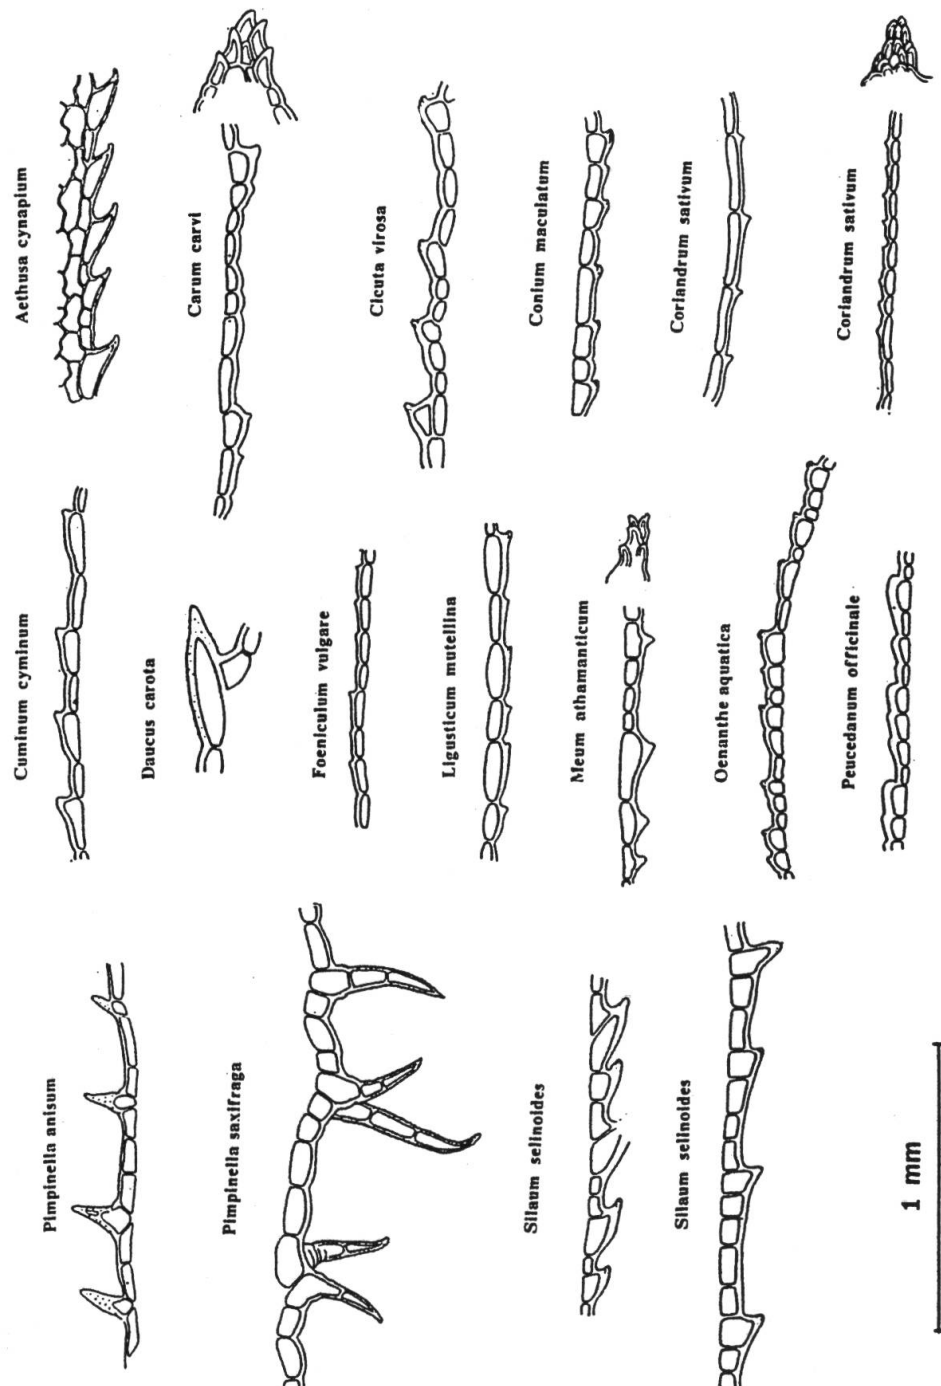 Aethusa cynapium
Carum carvi
Cicuta virosa
Conium maculatum
Coriandrum sativum
Coriandrum sativum
Cuminum cyminum
Daucus carota
Foeniculum vulgare
Ligusticum mutellina
Meum athamanticum
Oenanthe aquatica
Peucedanum officinale
Pimpinella anisum
Pimpinella saxifraga
Silaum selinoides
Silaum selinoides
1 mm